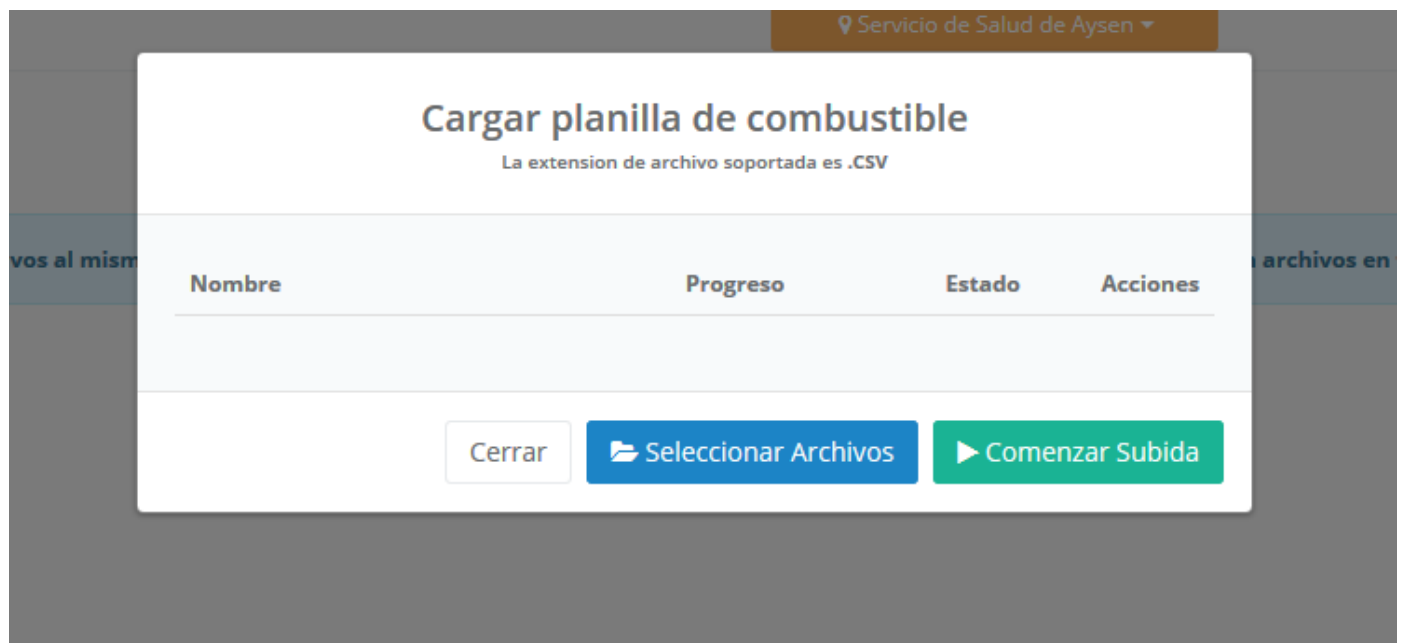 Servicio de Salud de Aysen
Cargar planilla de combustible
La extension de archivo soportada es .CSV
vos al mism
archivos en
Nombre Progreso Estado Acciones
Cerrar Seleccionar Archivos Comenzar Subida